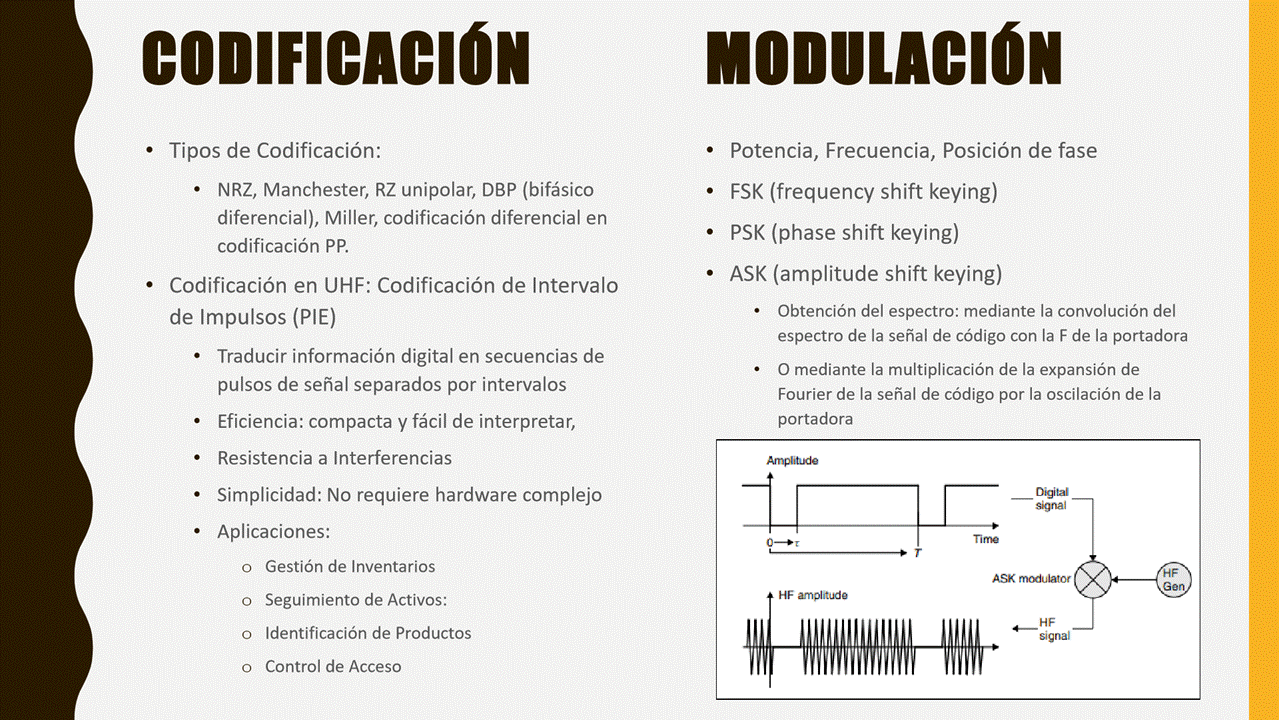 CODIFICACIÓN
• Tipos de Codificación:
• NRZ, Manchester, RZ unipolar, DBP (bifásico
diferencial), Miller, codificación diferencial en
codificación PP.
• Codificación en UHF: Codificación de Intervalo
de Impulsos (PIE)
• Traducir información digital en secuencias de
pulsos de señal separados por intervalos
• Eficiencia: compacta y fácil de interpretar,
• Resistencia a Interferencias
• Simplicidad: No requiere hardware complejo
• Aplicaciones:
o Gestión de Inventarios
o Seguimiento de Activos:
o Identificación de Productos
o Control de Acceso
MODULACIÓN
• Potencia, Frecuencia, Posición de fase
• FSK (frequency shift keying)
• PSK (phase shift keying)
• ASK (amplitude shift keying)
• Obtención del espectro: mediante la convolución del
espectro de la señal de código con la F de la portadora
• O mediante la multiplicación de la expansión de
Fourier de la señal de código por la oscilación de la
portadora
Amplitude
Digital
signal
Time
0
τ
T
ASK modulator
HF
Gen
HF amplitude
HF
signal